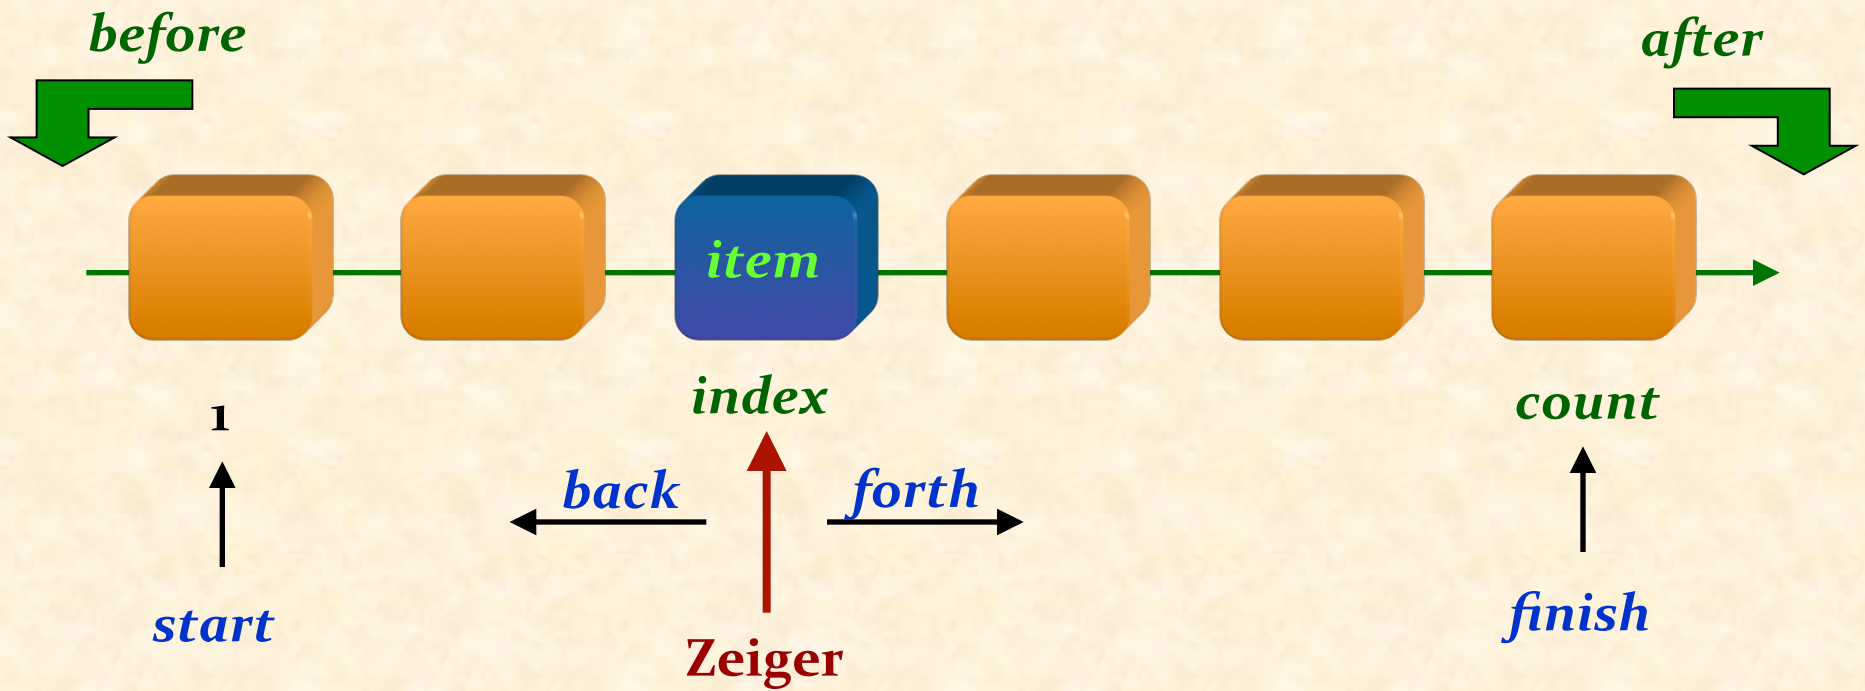 before
after
item
index
1
count
back
forth
start
finish
Zeiger